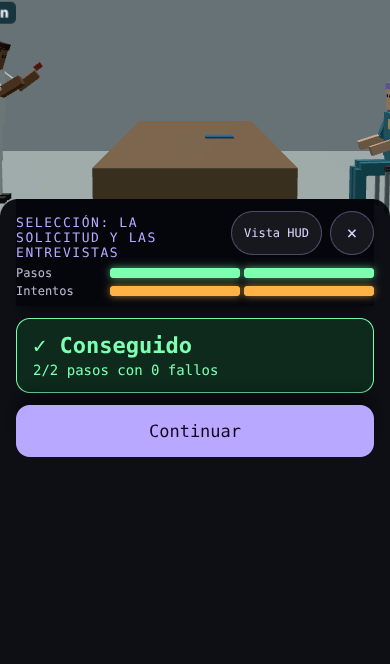 n
SELECCIÓN: LA
SOLICITUD Y LAS
ENTREVISTAS
Vista HUD
×
Pasos
Intentos
✓ Conseguido
2/2 pasos con 0 fallos
Continuar